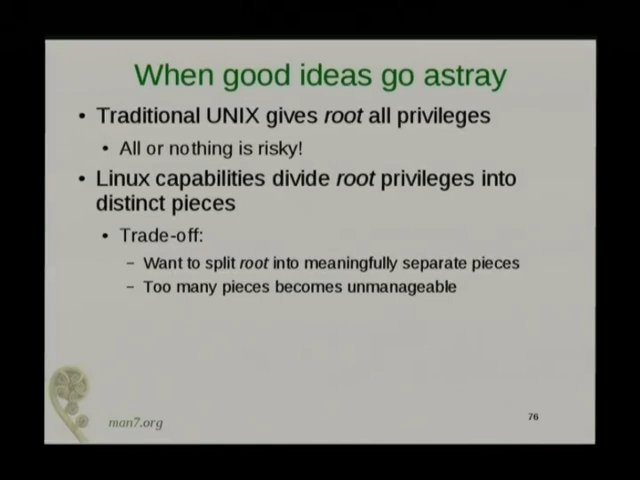 When good ideas go astray
• Traditional UNIX gives root all privileges
• All or nothing is risky!
• Linux capabilities divide root privileges into
distinct pieces
• Trade-off:
– Want to split root into meaningfully separate pieces
– Too many pieces becomes unmanageable
man7.org
76